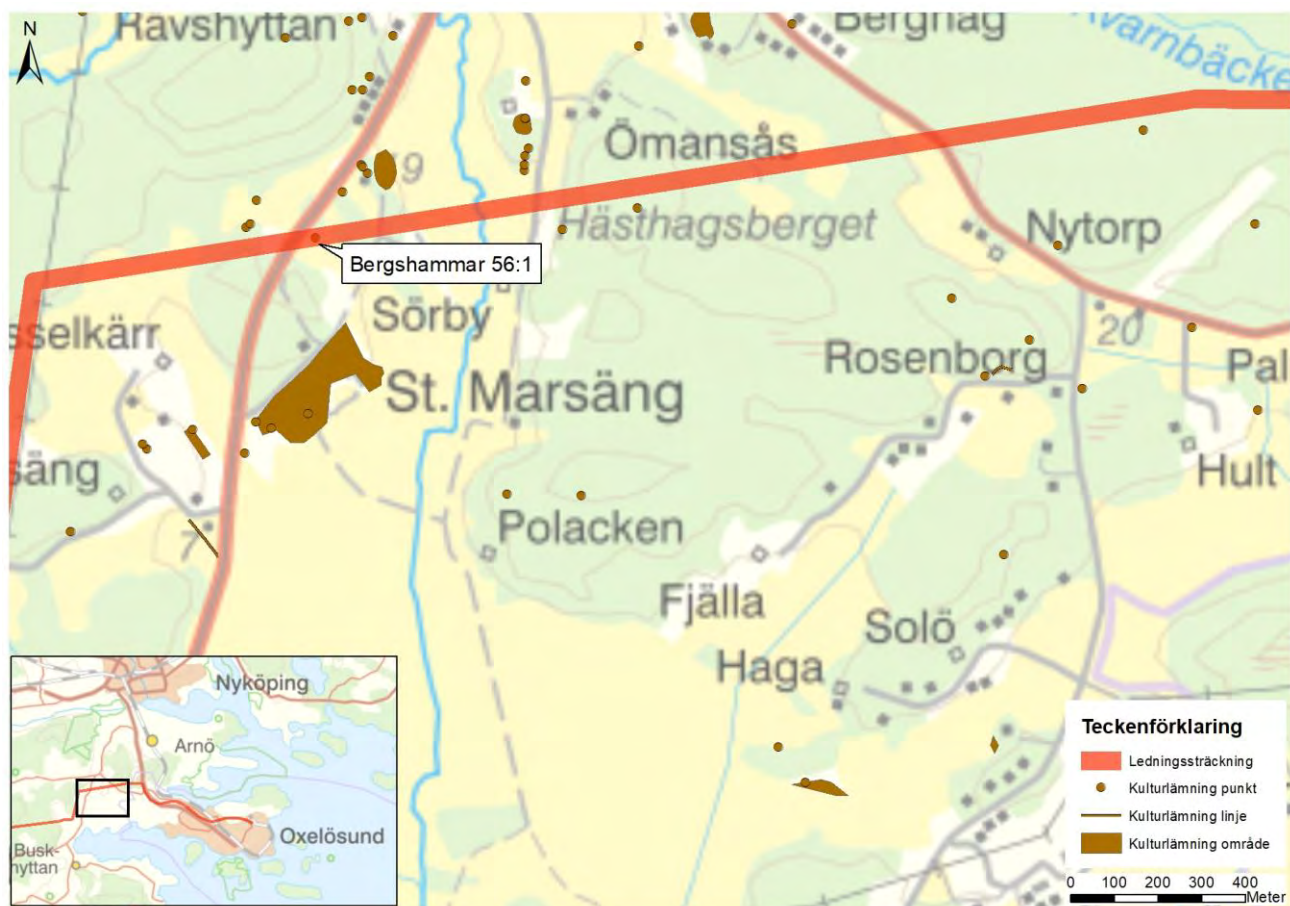 N
Ravshyttan
Berghag
Kvarnbäcke
Ömansås
19
Hästhagsberget
Nytorp
Bergshammar 56:1
sselkärr
Sörby
20
Rosenborg
Pal
St. Marsäng
säng
Hult
Polacken
7
Fjälla
Solö
Haga
Nyköping
Arnö
Oxelösund
Busk-
hyttan
Teckenförklaring
Ledningssträckning
Kulturlämning punkt
Kulturlämning linje
Kulturlämning område
0 100 200 300 400
Meter